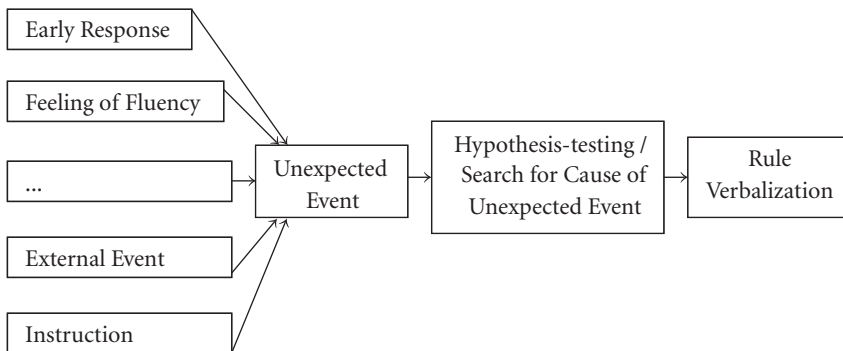 Early Response
Feeling of Fluency
...
External Event
Instruction
Unexpected
Event
Hypothesis-testing /
Search for Cause of
Unexpected Event
Rule
Verbalization